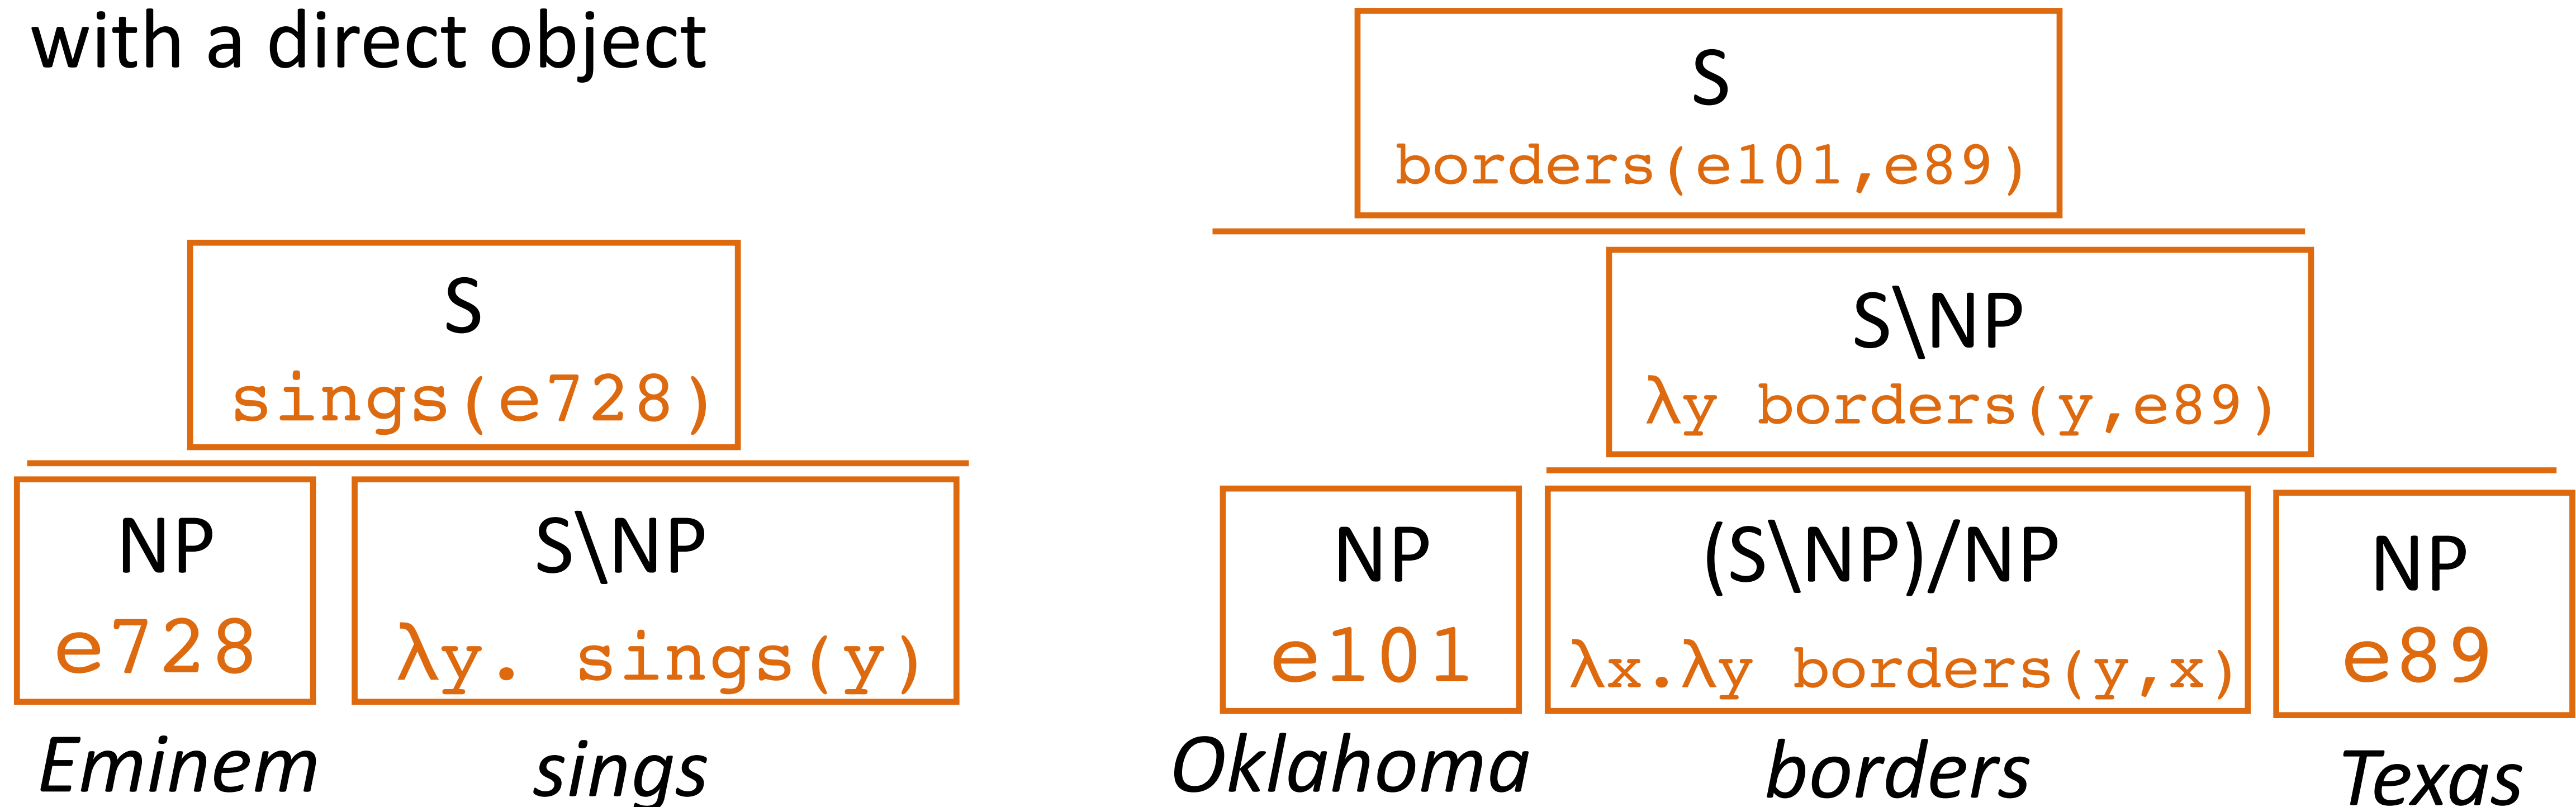 with a direct object
S
sings(e728)
NP
e728
S\NP
λy. sings(y)
Eminem
sings
S
borders(e101,e89)
S\NP
λy borders(y,e89)
NP
e101
(S\NP)/NP
λx.λy borders(y,x)
NP
e89
Oklahoma
borders
Texas